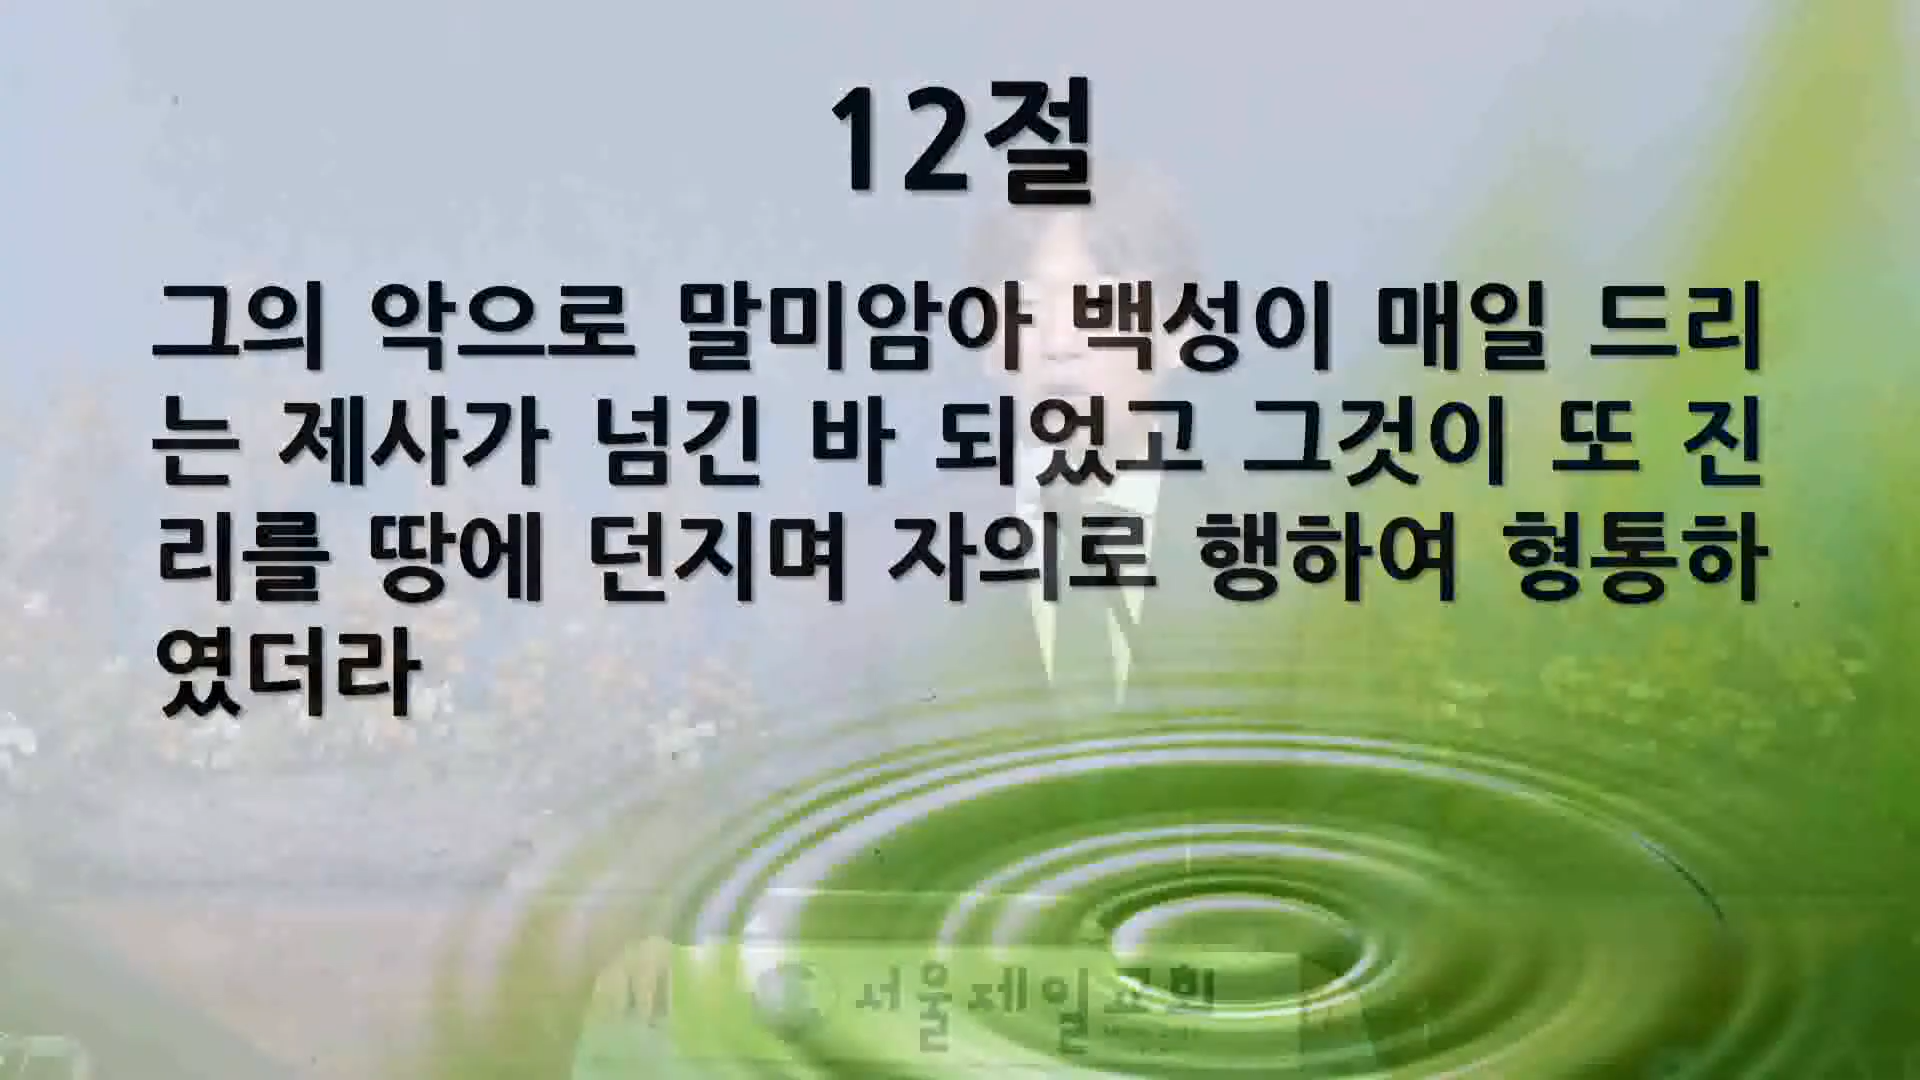 12절
그의 악으로 말미암아 백성이 매일 드리
는 제사가 넘긴 바 되었고 그것이 또 진
리를 땅에 던지며 자의로 행하여 형통하
였더라
서울제일교회